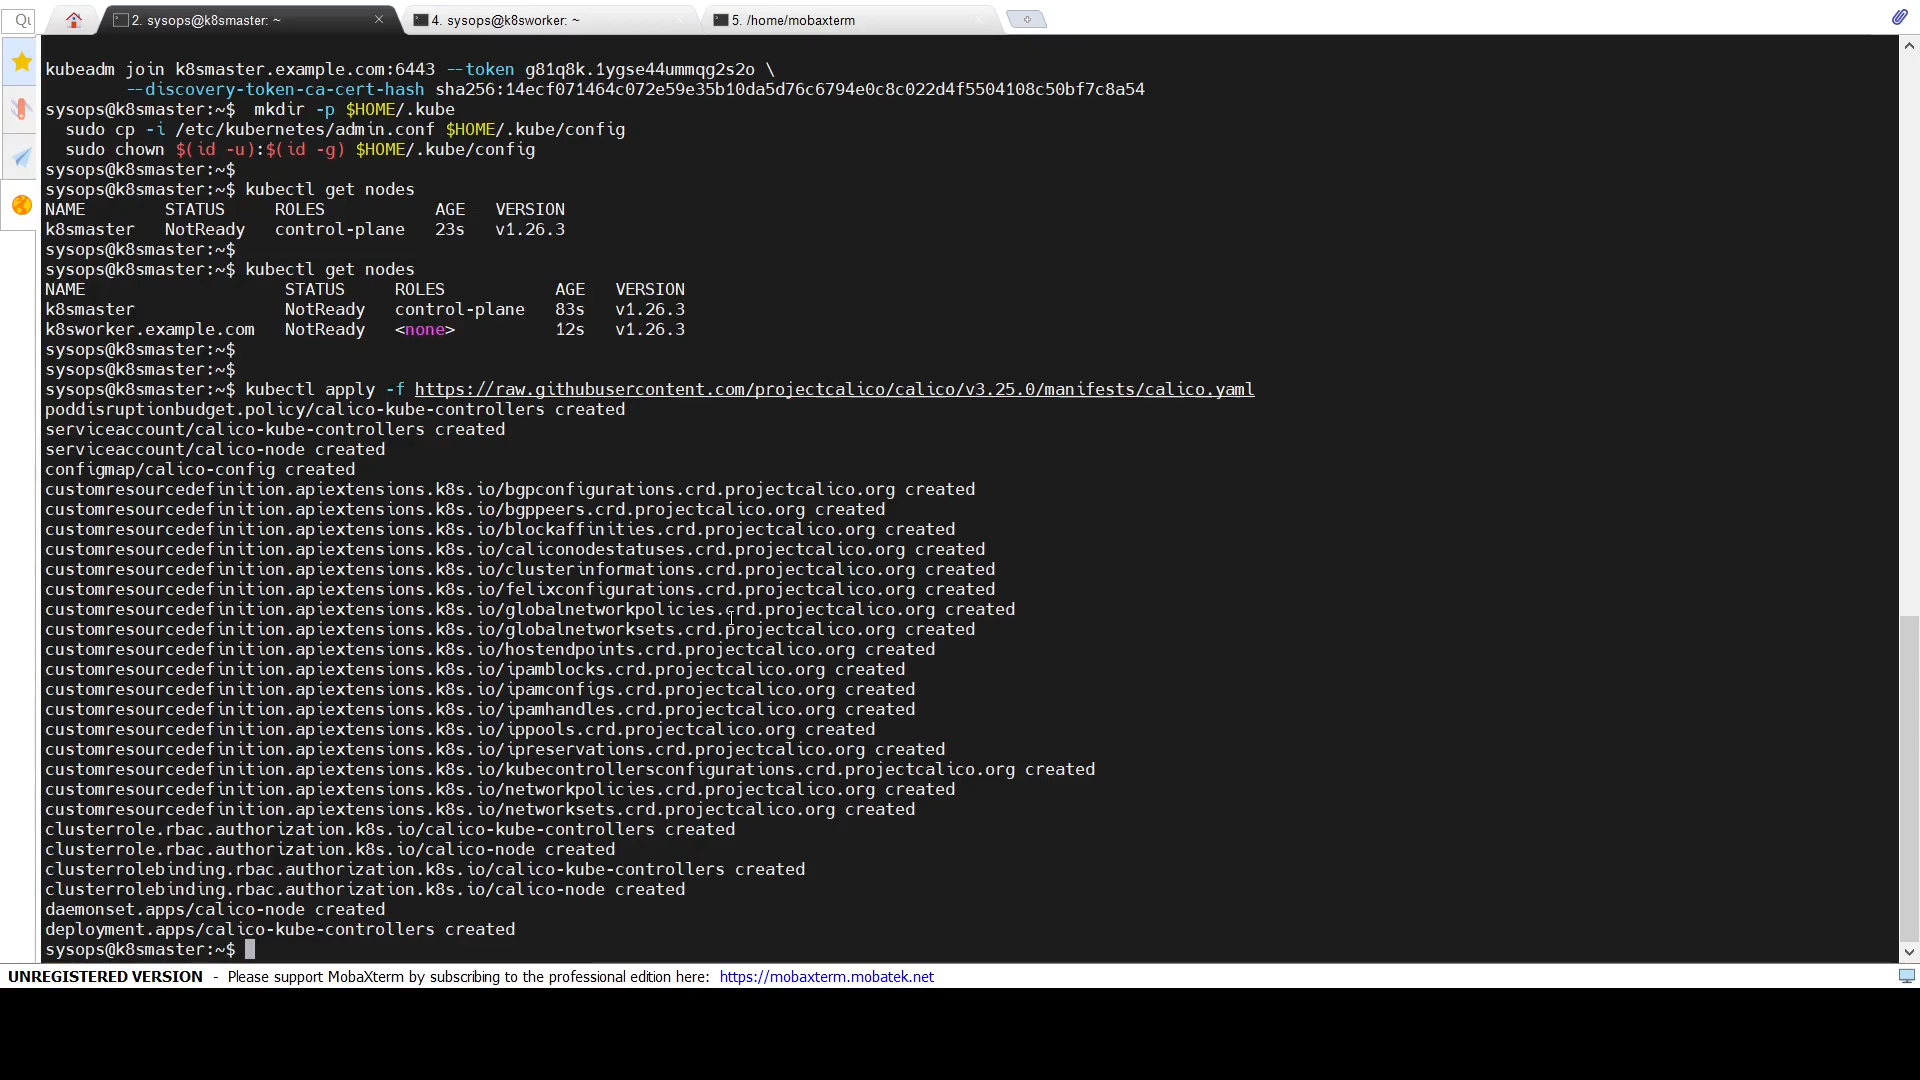 Qu
2. sysops@k8smaster: ~
4. sysops@k8sworker: ~
5. /home/mobaxterm
kubeadm join k8smaster.example.com:6443 --token g81q8k.1ygse44ummqg2s2o \
        --discovery-token-ca-cert-hash sha256:14ecf071464c072e59e35b10da5d76c6794e0c8c022d4f5504108c50bf7c8a54
sysops@k8smaster:~$  mkdir -p $HOME/.kube
  sudo cp -i /etc/kubernetes/admin.conf $HOME/.kube/config
  sudo chown $(id -u):$(id -g) $HOME/.kube/config
sysops@k8smaster:~$
sysops@k8smaster:~$ kubectl get nodes
NAME        STATUS     ROLES           AGE   VERSION
k8smaster   NotReady   control-plane   23s   v1.26.3
sysops@k8smaster:~$
sysops@k8smaster:~$ kubectl get nodes
NAME                    STATUS     ROLES           AGE   VERSION
k8smaster               NotReady   control-plane   83s   v1.26.3
k8sworker.example.com   NotReady   <none>          12s   v1.26.3
sysops@k8smaster:~$
sysops@k8smaster:~$
sysops@k8smaster:~$ kubectl apply -f https://raw.githubusercontent.com/projectcalico/calico/v3.25.0/manifests/calico.yaml
poddisruptionbudget.policy/calico-kube-controllers created
serviceaccount/calico-kube-controllers created
serviceaccount/calico-node created
configmap/calico-config created
customresourcedefinition.apiextensions.k8s.io/bgpconfigurations.crd.projectcalico.org created
customresourcedefinition.apiextensions.k8s.io/bgppeers.crd.projectcalico.org created
customresourcedefinition.apiextensions.k8s.io/blockaffinities.crd.projectcalico.org created
customresourcedefinition.apiextensions.k8s.io/caliconodestatuses.crd.projectcalico.org created
customresourcedefinition.apiextensions.k8s.io/clusterinformations.crd.projectcalico.org created
customresourcedefinition.apiextensions.k8s.io/felixconfigurations.crd.projectcalico.org created
customresourcedefinition.apiextensions.k8s.io/globalnetworkpolicies.crd.projectcalico.org created
customresourcedefinition.apiextensions.k8s.io/globalnetworksets.crd.projectcalico.org created
customresourcedefinition.apiextensions.k8s.io/hostendpoints.crd.projectcalico.org created
customresourcedefinition.apiextensions.k8s.io/ipamblocks.crd.projectcalico.org created
customresourcedefinition.apiextensions.k8s.io/ipamconfigs.crd.projectcalico.org created
customresourcedefinition.apiextensions.k8s.io/ipamhandles.crd.projectcalico.org created
customresourcedefinition.apiextensions.k8s.io/ippools.crd.projectcalico.org created
customresourcedefinition.apiextensions.k8s.io/ipreservations.crd.projectcalico.org created
customresourcedefinition.apiextensions.k8s.io/kubecontrollersconfigurations.crd.projectcalico.org created
customresourcedefinition.apiextensions.k8s.io/networkpolicies.crd.projectcalico.org created
customresourcedefinition.apiextensions.k8s.io/networksets.crd.projectcalico.org created
clusterrole.rbac.authorization.k8s.io/calico-kube-controllers created
clusterrole.rbac.authorization.k8s.io/calico-node created
clusterrolebinding.rbac.authorization.k8s.io/calico-kube-controllers created
clusterrolebinding.rbac.authorization.k8s.io/calico-node created
daemonset.apps/calico-node created
deployment.apps/calico-kube-controllers created
sysops@k8smaster:~$
UNREGISTERED VERSION - Please support MobaXterm by subscribing to the professional edition here: https://mobaxterm.mobatek.net